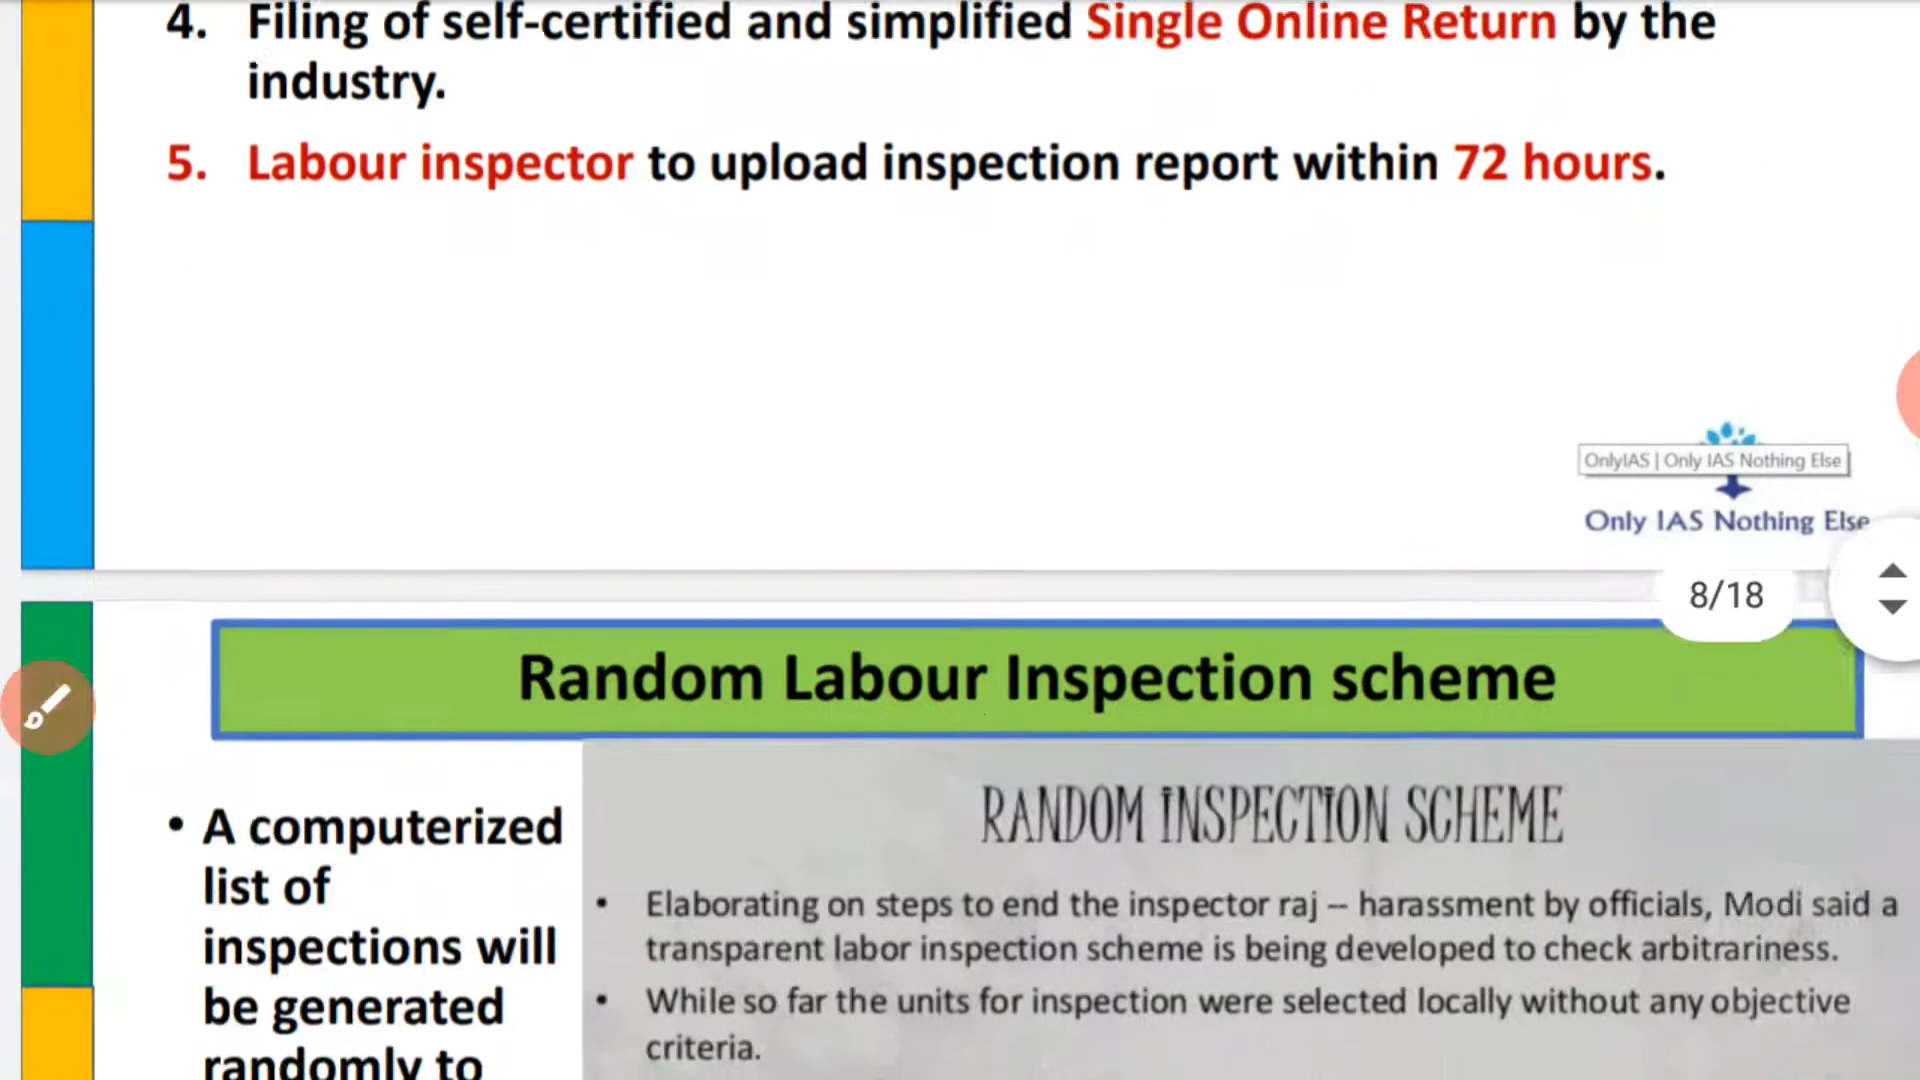 4. Filing of self-certified and simplified Single Online Return by the
industry.
5. Labour inspector to upload inspection report within 72 hours.
OnlyIAS | Only IAS Nothing Else
Only IAS Nothing Else
8/18
Random Labour Inspection scheme
• A computerized
list of
inspections will
be generated
randomly to
RANDOM INSPECTION SCHEME
• Elaborating on steps to end the inspector raj – harassment by officials, Modi said a
transparent labor inspection scheme is being developed to check arbitrariness.
• While so far the units for inspection were selected locally without any objective
criteria.